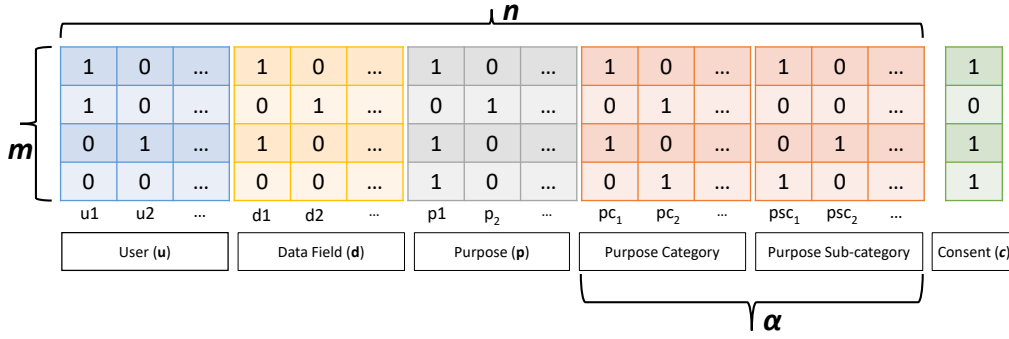 n
m
1 0 ... 1 0 ... 1 0 ... 1 0 ... 1 0 ... 1
1 0 ... 0 1 ... 0 1 ... 0 1 ... 0 0 ... 0
0 1 ... 1 0 ... 0 0 ... 1 0 ... 0 1 ... 1
0 0 ... 0 0 ... 1 0 ... 0 1 ... 1 0 ... 1
u1 u2 ... d1 d2 ... p1 p2 ... pc1 pc2 ... psc1 psc2 ...
User (u) Data Field (d) Purpose (p) Purpose Category Purpose Sub-category Consent (c)
α